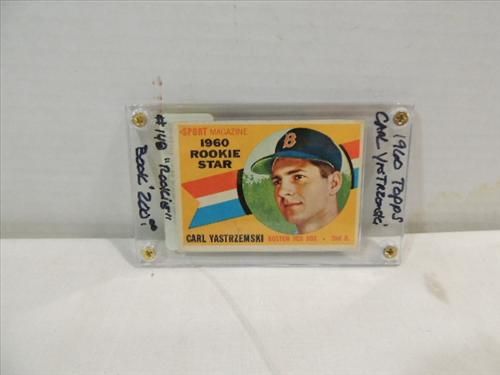 #148 "ROOKIE"
BOOK '200.00
SPORT MAGAZINE
1960
ROOKIE
STAR
B
CARL YASTRZEMSKI BOSTON RED SOX • 2nd B.
1960 TOPPS
CARL YASTRZEMSKI